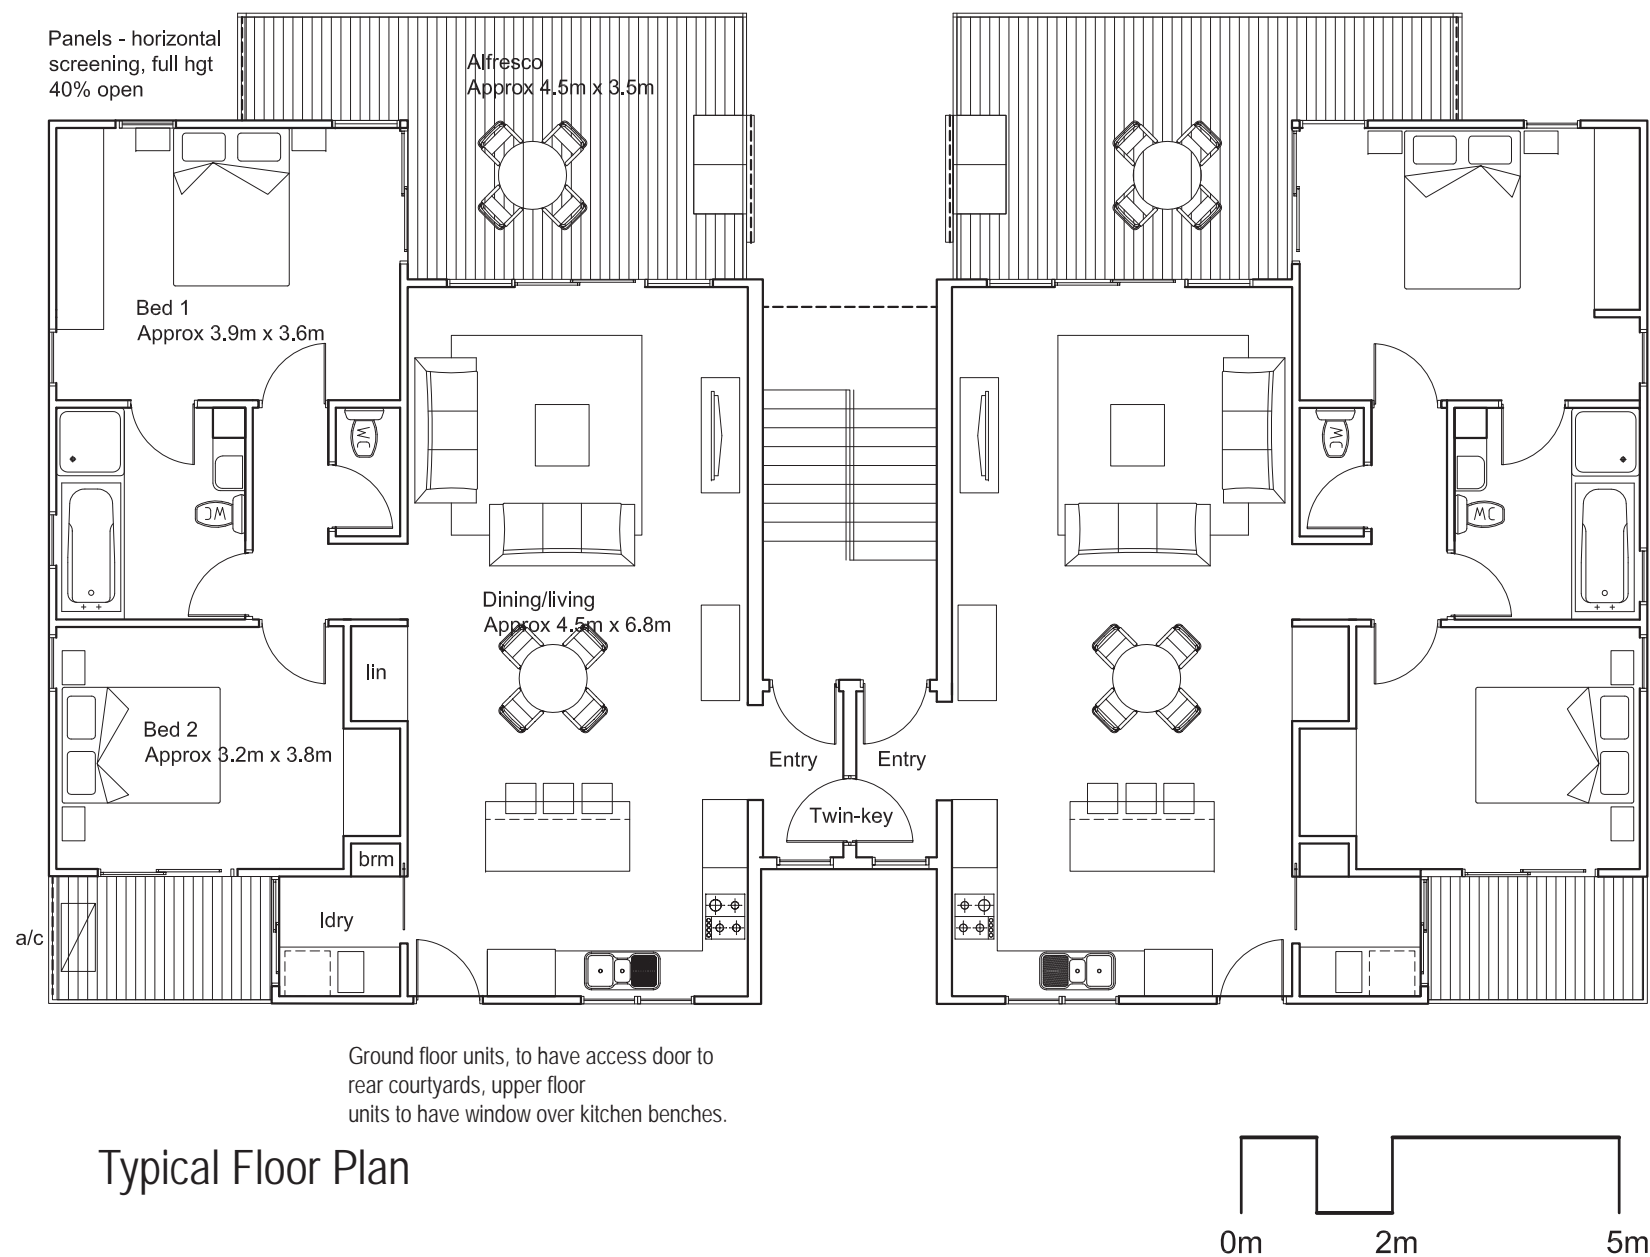 Panels - horizontal
screening, full hgt
40% open
Alfresco
Approx 4.5m x 3.5m
Bed 1
Approx 3.9m x 3.6m
WC
WC
WC
WC
Dining/living
Approx 4.5m x 6.8m
lin
Bed 2
Approx 3.2m x 3.8m
Entry
Entry
Twin-key
brm
ldry
a/c
Ground floor units, to have access door to
rear courtyards, upper floor
units to have window over kitchen benches.
Typical Floor Plan
0m
2m
5m